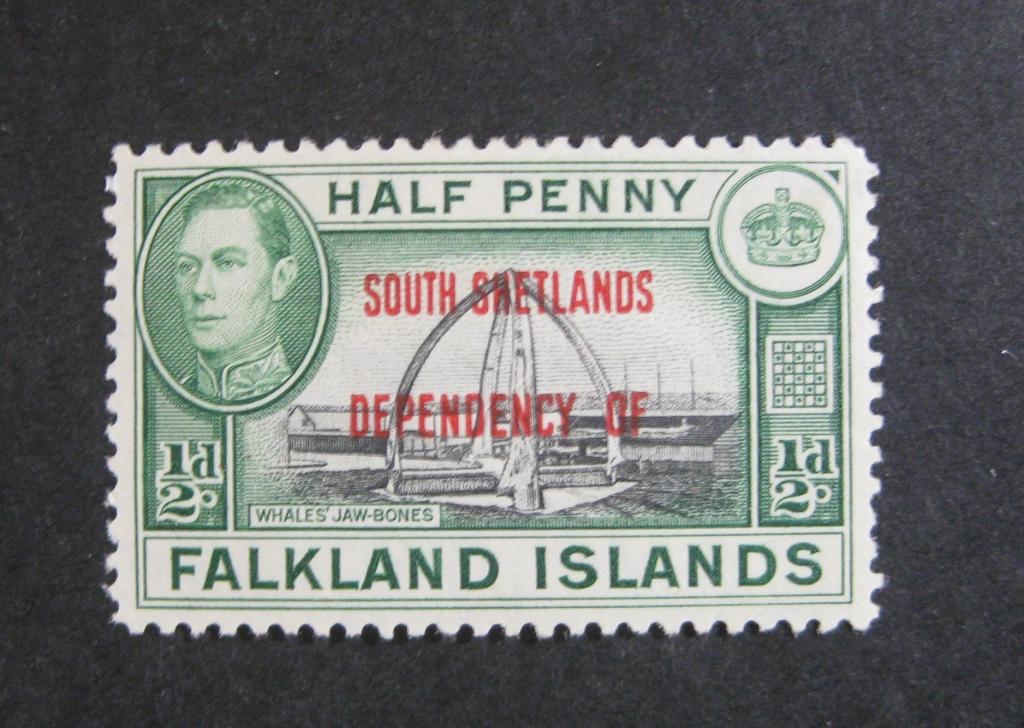 HALF PENNY
SOUTH SHETLANDS
DEPENDENCY OF
½d
½d
WHALES' JAW-BONES
FALKLAND ISLANDS